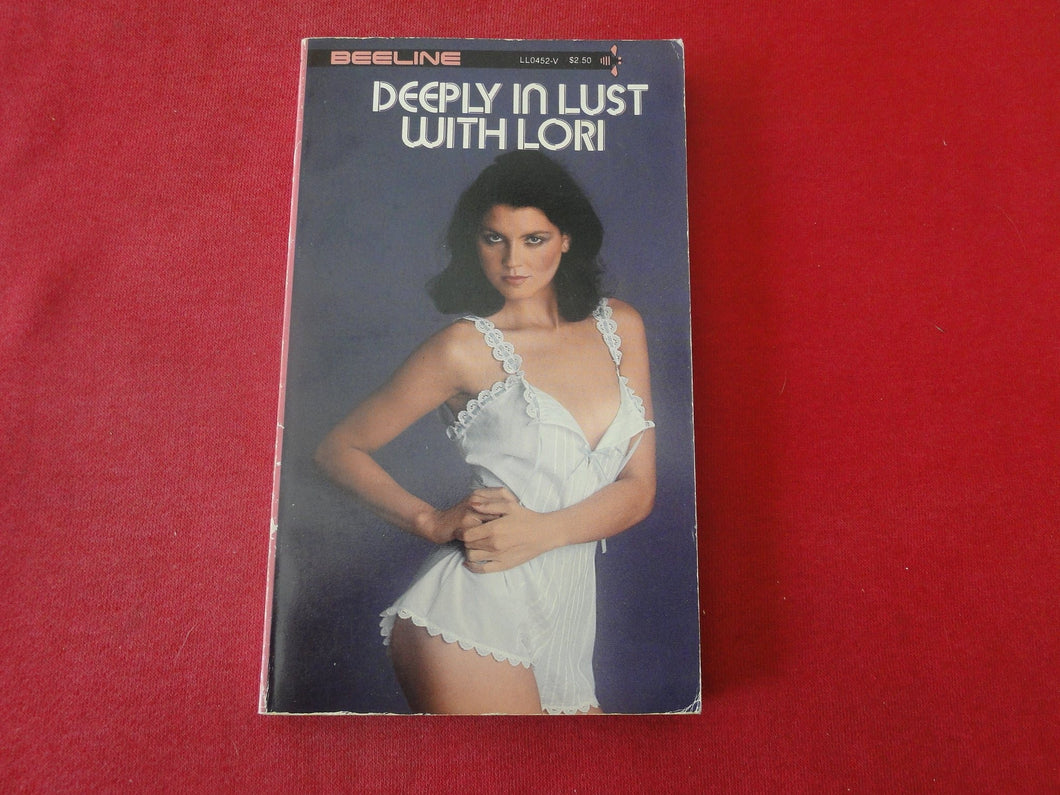 BEELINE LL0452-V $2.50
DEEPLY IN LUST
WITH LORI